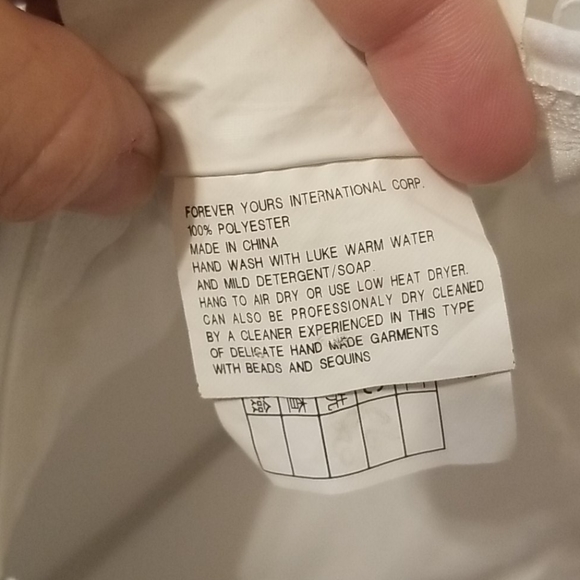 FOREVER YOURS INTERNATIONAL CORP.
100% POLYESTER
MADE IN CHINA
HAND WASH WITH LUKE WARM WATER
AND MILD DETERGENT/SOAP.
HANG TO AIR DRY OR USE LOW HEAT DRYER.
CAN ALSO BE PROFESSIONALY DRY CLEANED
BY A CLEANER EXPERIENCED IN THIS TYPE
OF DELICATE HAND MADE GARMENTS
WITH BEADS AND SEQUINS